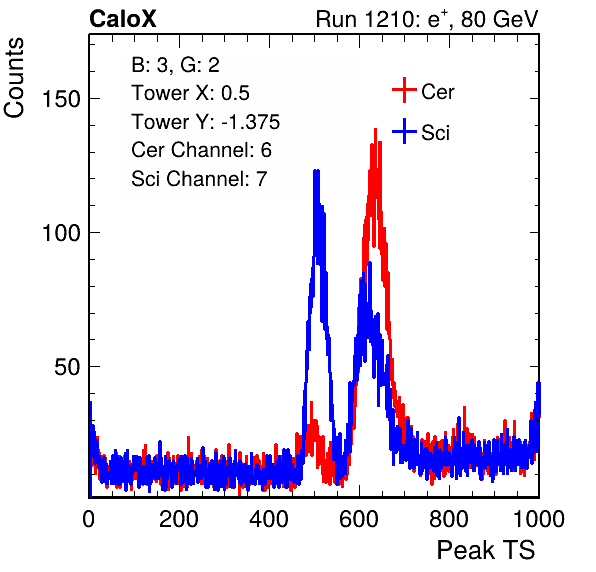 CaloX Run 1210: e+, 80 GeV
Counts
B: 3, G: 2
Tower X: 0.5
Tower Y: -1.375
Cer Channel: 6
Sci Channel: 7
Cer
Sci
150
100
50
0 200 400 600 800 1000
Peak TS